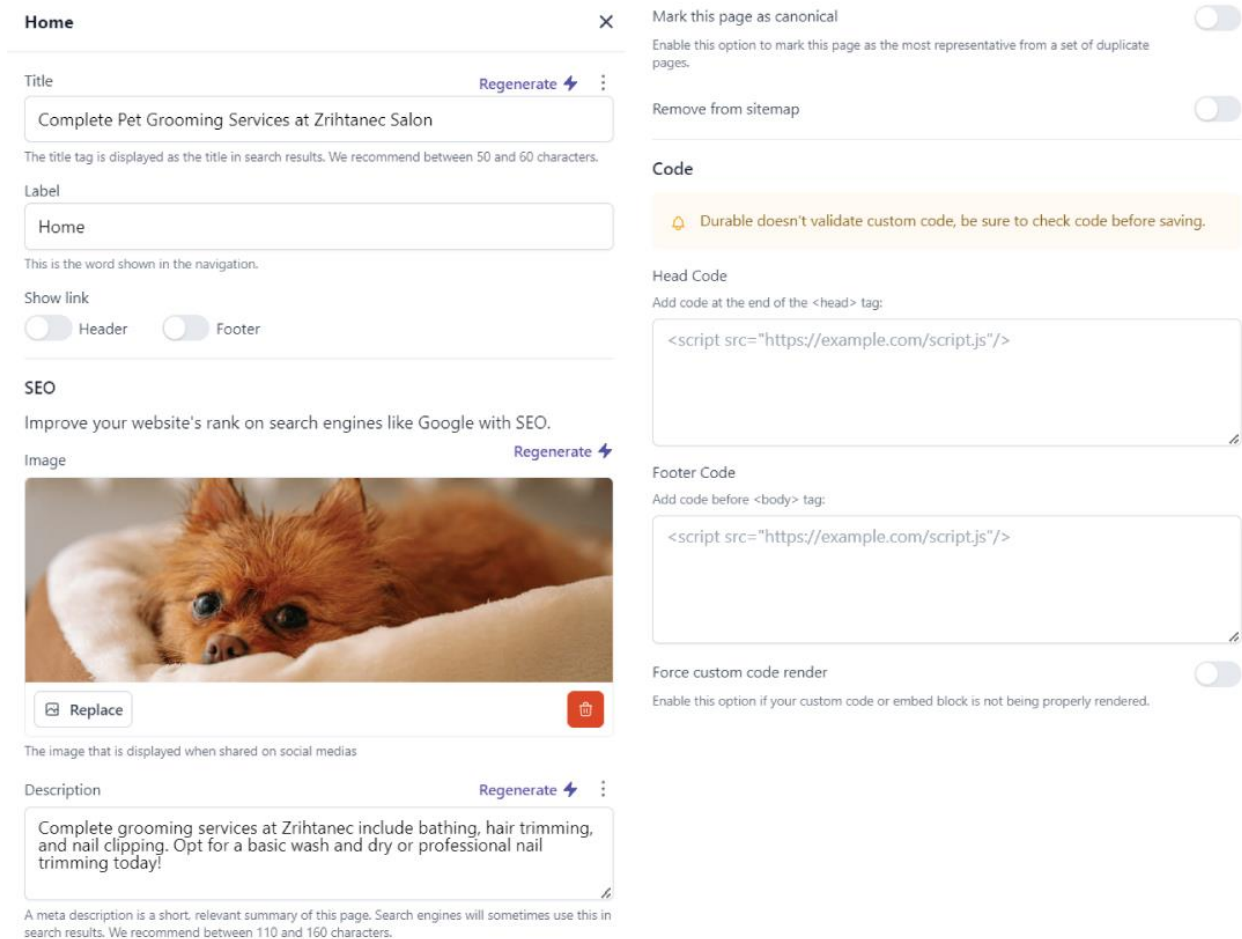 Home
Title
Regenerate
Complete Pet Grooming Services at Zrihtanec Salon
The title tag is displayed as the title in search results. We recommend between 50 and 60 characters.
Label
Home
This is the word shown in the navigation.
Show link
Header Footer
SEO
Improve your website's rank on search engines like Google with SEO.
Regenerate
Image
Replace
The image that is displayed when shared on social medias
Description
Regenerate
Complete grooming services at Zrihtanec include bathing, hair trimming,
and nail clipping. Opt for a basic wash and dry or professional nail
trimming today!
A meta description is a short, relevant summary of this page. Search engines will sometimes use this in
search results. We recommend between 110 and 160 characters.
Mark this page as canonical
Enable this option to mark this page as the most representative from a set of duplicate
pages.
Remove from sitemap
Code
Durable doesn't validate custom code, be sure to check code before saving.
Head Code
Add code at the end of the <head> tag:
<script src="https://example.com/script.js"/>
Footer Code
Add code before <body> tag:
<script src="https://example.com/script.js"/>
Force custom code render
Enable this option if your custom code or embed block is not being properly rendered.